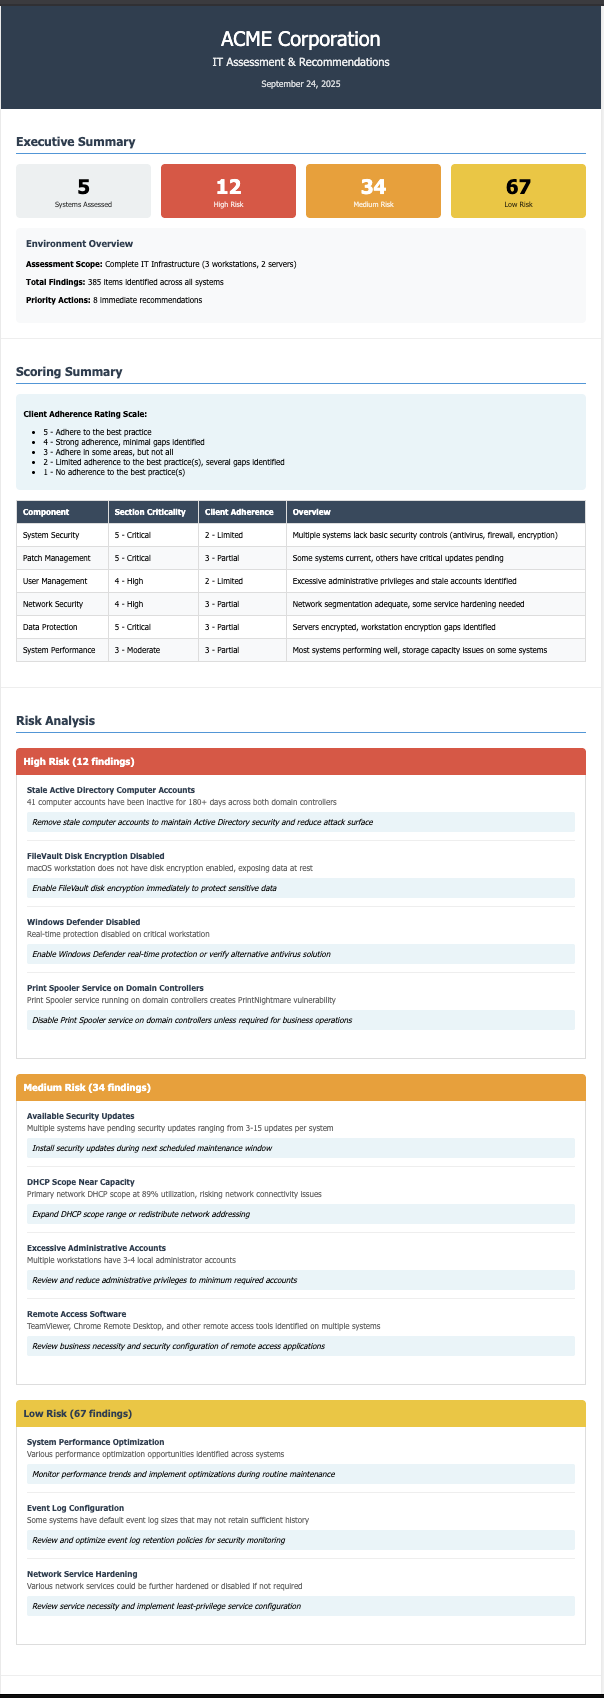 ACME Corporation
IT Assessment & Recommendations
September 24, 2025
Executive Summary
5
Systems Assessed
12
High Risk
34
Medium Risk
67
Low Risk
Environment Overview
Assessment Scope: Complete IT Infrastructure (3 workstations, 2 servers)
Total Findings: 385 items identified across all systems
Priority Actions: 8 immediate recommendations
Scoring Summary
Client Adherence Rating Scale:
• 5 - Adhere to the best practice
• 4 - Strong adherence, minimal gaps identified
• 3 - Adhere in some areas, but not all
• 2 - Limited adherence to the best practice(s), several gaps identified
• 1 - No adherence to the best practice(s)
Component Section Criticality Client Adherence Overview
System Security 5 - Critical 2 - Limited Multiple systems lack basic security controls (antivirus, firewall, encryption)
Patch Management 5 - Critical 3 - Partial Some systems current, others have critical updates pending
User Management 4 - High 2 - Limited Excessive administrative privileges and stale accounts identified
Network Security 4 - High 3 - Partial Network segmentation adequate, some service hardening needed
Data Protection 5 - Critical 3 - Partial Servers encrypted, workstation encryption gaps identified
System Performance 3 - Moderate 3 - Partial Most systems performing well, storage capacity issues on some systems
Risk Analysis
High Risk (12 findings)
Stale Active Directory Computer Accounts
41 computer accounts have been inactive for 180+ days across both domain controllers
Remove stale computer accounts to maintain Active Directory security and reduce attack surface
FileVault Disk Encryption Disabled
macOS workstation does not have disk encryption enabled, exposing data at rest
Enable FileVault disk encryption immediately to protect sensitive data
Windows Defender Disabled
Real-time protection disabled on critical workstation
Enable Windows Defender real-time protection or verify alternative antivirus solution
Print Spooler Service on Domain Controllers
Print Spooler service running on domain controllers creates PrintNightmare vulnerability
Disable Print Spooler service on domain controllers unless required for business operations
Medium Risk (34 findings)
Available Security Updates
Multiple systems have pending security updates ranging from 3-15 updates per system
Install security updates during next scheduled maintenance window
DHCP Scope Near Capacity
Primary network DHCP scope at 89% utilization, risking network connectivity issues
Expand DHCP scope range or redistribute network addressing
Excessive Administrative Accounts
Multiple workstations have 3-4 local administrator accounts
Review and reduce administrative privileges to minimum required accounts
Remote Access Software
TeamViewer, Chrome Remote Desktop, and other remote access tools identified on multiple systems
Review business necessity and security configuration of remote access applications
Low Risk (67 findings)
System Performance Optimization
Various performance optimization opportunities identified across systems
Monitor performance trends and implement optimizations during routine maintenance
Event Log Configuration
Some systems have default event log sizes that may not retain sufficient history
Review and optimize event log retention policies for security monitoring
Network Service Hardening
Various network services could be further hardened or disabled if not required
Review service necessity and implement least-privilege service configuration